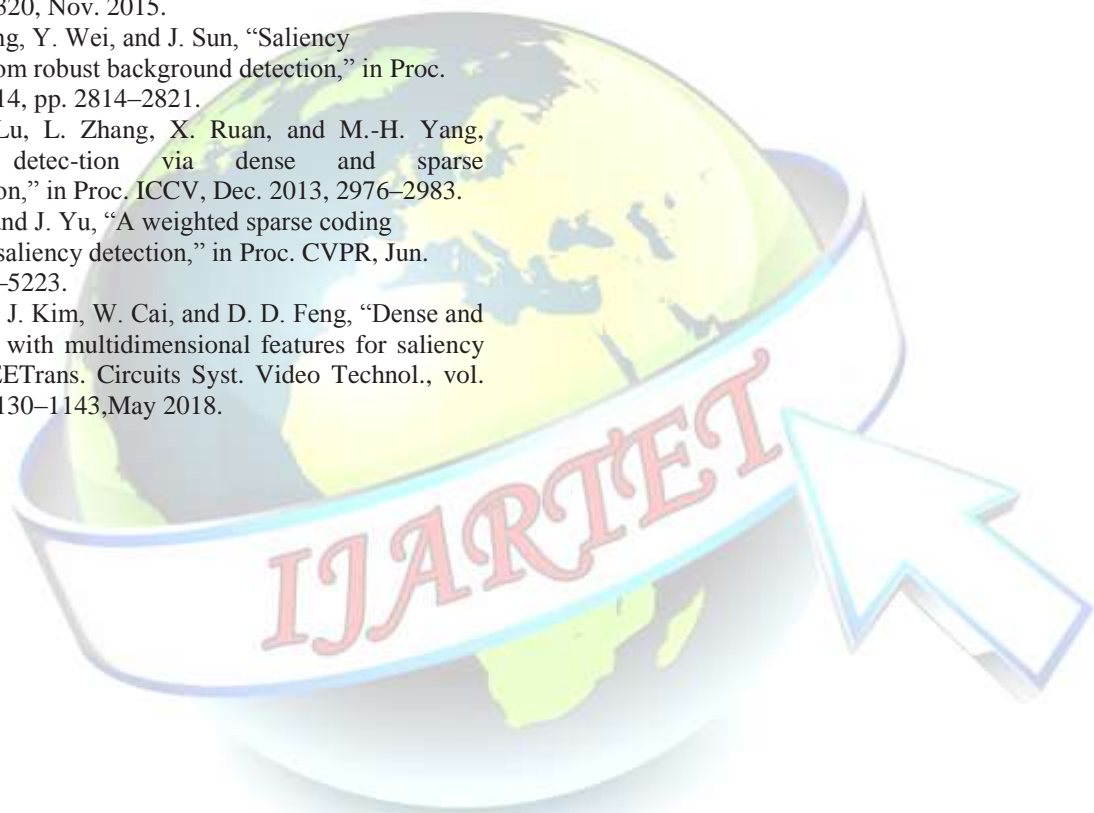 320, Nov. 2015.
ng, Y. Wei, and J. Sun, “Saliency
om robust background detection,” in Proc.
14, pp. 2814–2821.
Lu, L. Zhang, X. Ruan, and M.-H. Yang,
detec-tion via dense and sparse
on,” in Proc. ICCV, Dec. 2013, 2976–2983.
and J. Yu, “A weighted sparse coding
saliency detection,” in Proc. CVPR, Jun.
–5223.
J. Kim, W. Cai, and D. D. Feng, “Dense and
with multidimensional features for saliency
EETrans. Circuits Syst. Video Technol., vol.
130–1143,May 2018.
IJARTET